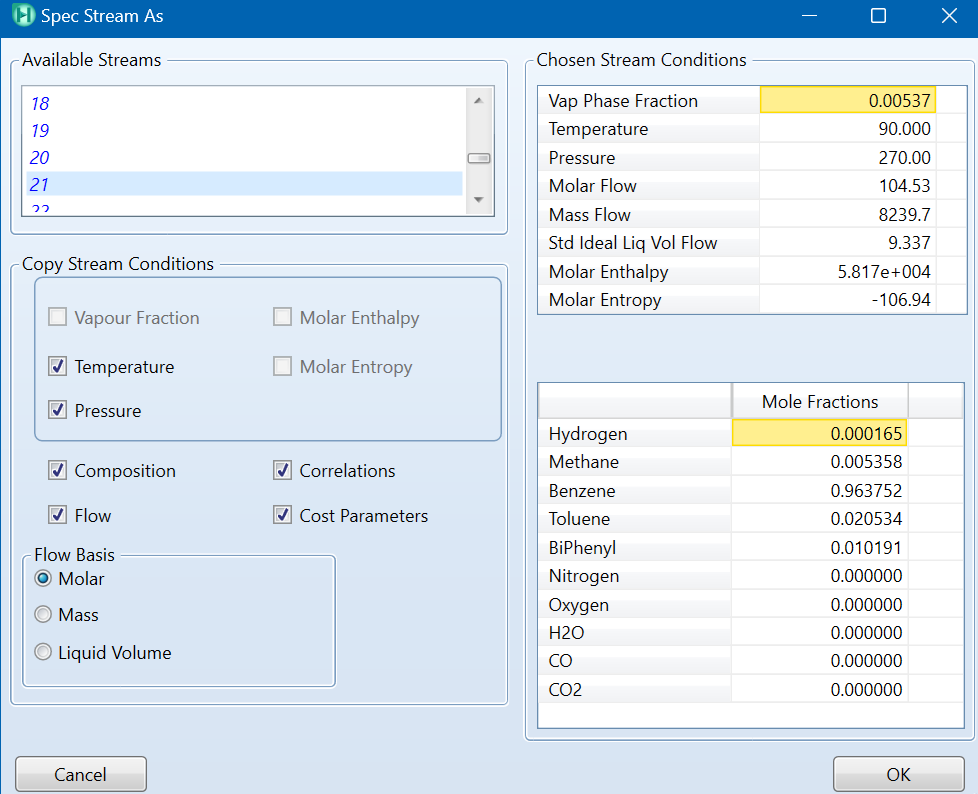 Spec Stream As
Available Streams
18
19
20
21
22
Copy Stream Conditions
Vapour Fraction
Molar Enthalpy
Temperature
Molar Entropy
Pressure
Composition
Correlations
Flow
Cost Parameters
Flow Basis
Molar
Mass
Liquid Volume
Cancel
Chosen Stream Conditions
Vap Phase Fraction 0.00537
Temperature 90.000
Pressure 270.00
Molar Flow 104.53
Mass Flow 8239.7
Std Ideal Liq Vol Flow 9.337
Molar Enthalpy 5.817e+004
Molar Entropy -106.94
Mole Fractions
Hydrogen 0.000165
Methane 0.005358
Benzene 0.963752
Toluene 0.020534
BiPhenyl 0.010191
Nitrogen 0.000000
Oxygen 0.000000
H2O 0.000000
CO 0.000000
CO2 0.000000
OK